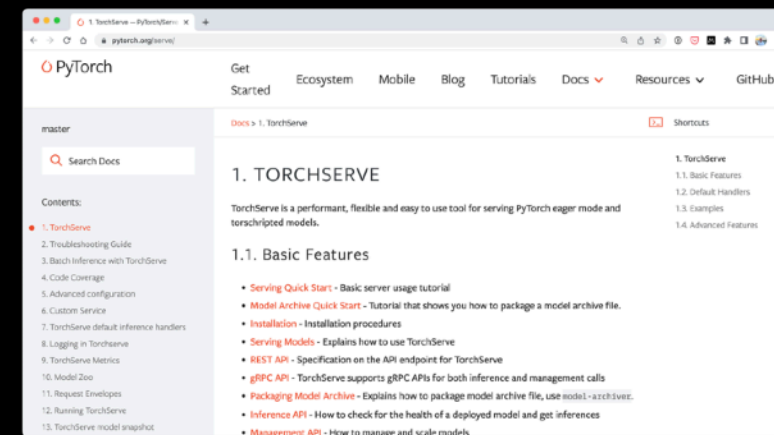 1. TorchServe — PyTorch/Serve
pytorch.org/serve/
PyTorch
Get Started
Ecosystem
Mobile
Blog
Tutorials
Docs
Resources
GitHub
master
Search Docs
Contents:
1. TorchServe
2. Troubleshooting Guide
3. Batch Inference with TorchServe
4. Code Coverage
5. Advanced configuration
6. Custom Service
7. TorchServe default inference handlers
8. Logging in Torchserve
9. TorchServe Metrics
10. Model Zoo
11. Request Envelopes
12. Running TorchServe
13. TorchServe model snapshot
Docs > 1. TorchServe
Shortcuts
1. TORCHSERVE
TorchServe is a performant, flexible and easy to use tool for serving PyTorch eager mode and
torschripted models.
1.1. Basic Features
• Serving Quick Start - Basic server usage tutorial
• Model Archive Quick Start - Tutorial that shows you how to package a model archive file.
• Installation - Installation procedures
• Serving Models - Explains how to use TorchServe
• REST API - Specification on the API endpoint for TorchServe
• gRPC API - TorchServe supports gRPC APIs for both inference and management calls
• Packaging Model Archive - Explains how to package model archive file, use model-archiver.
• Inference API - How to check for the health of a deployed model and get inferences
• Management API - How to manage and scale models
1. TorchServe
1.1. Basic Features
1.2. Default Handlers
1.3. Examples
1.4. Advanced Features